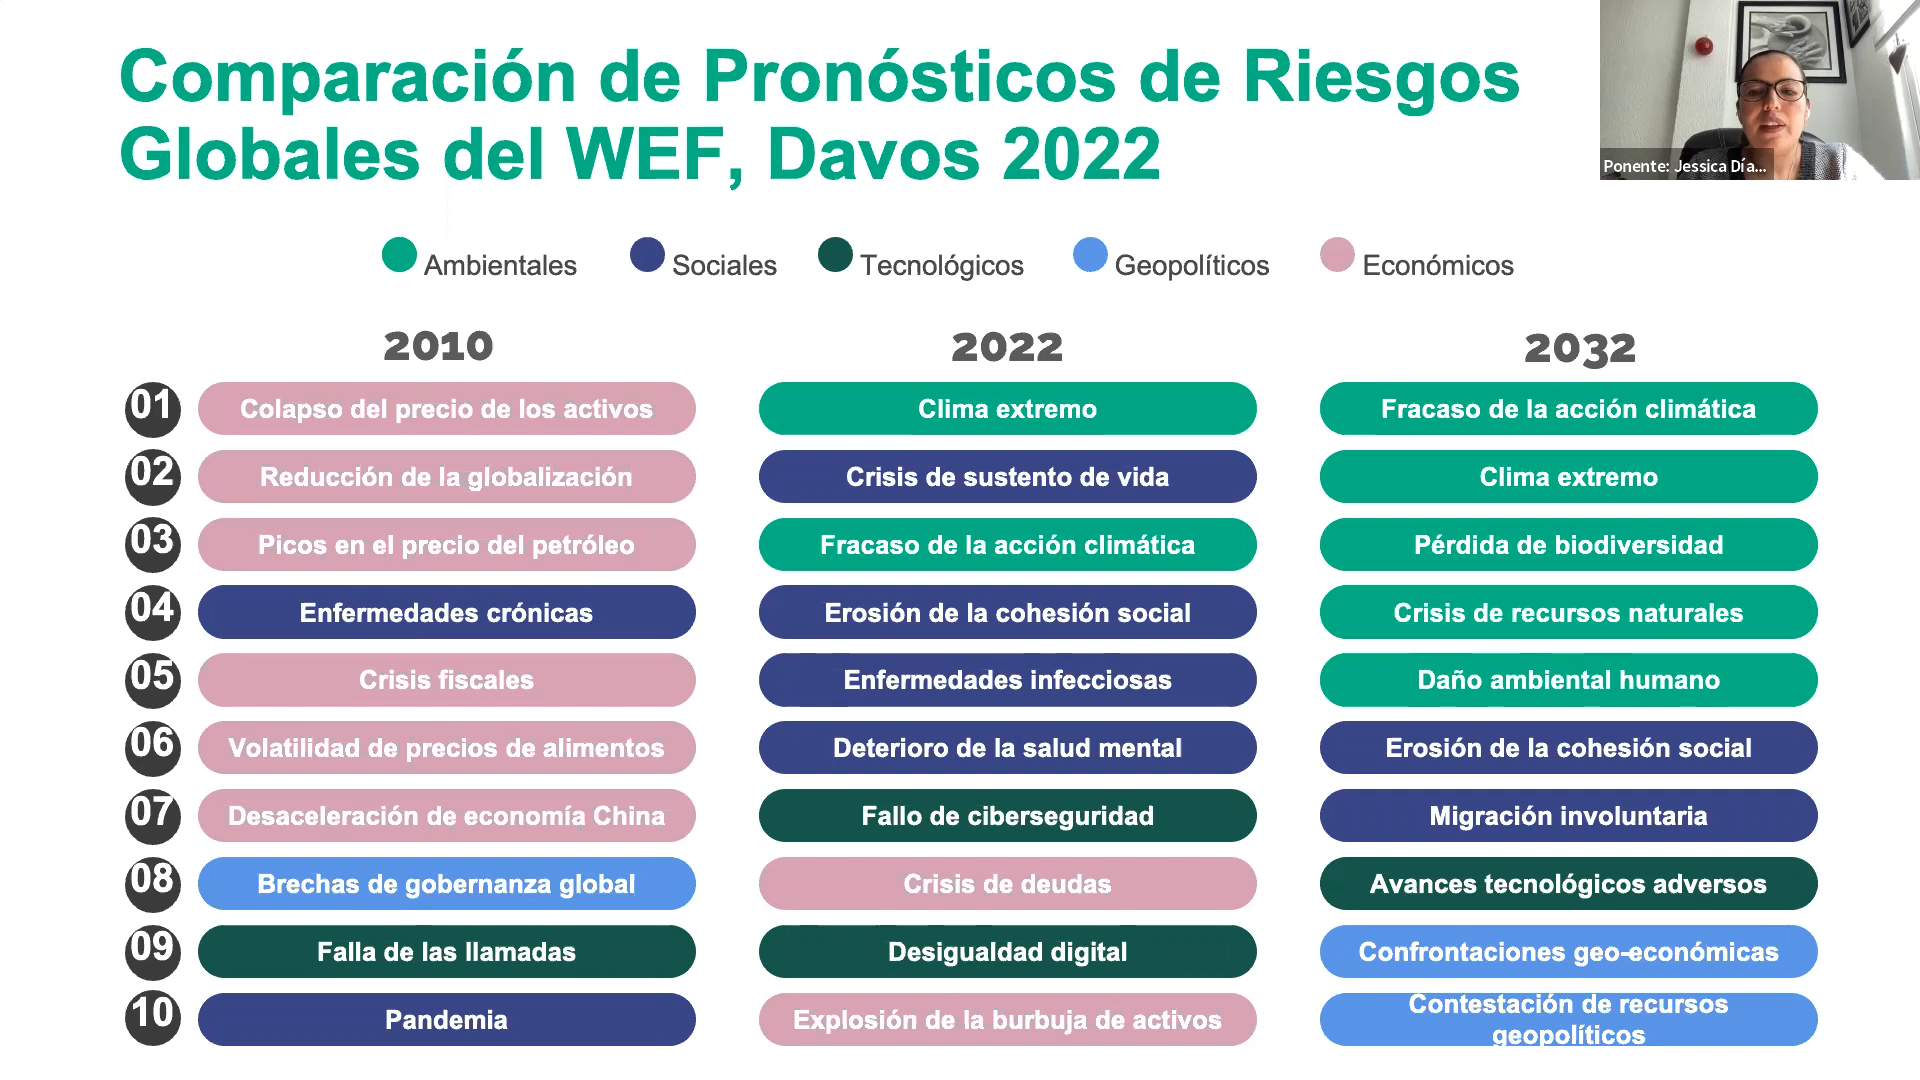 Comparación de Pronósticos de Riesgos
Globales del WEF, Davos 2022
Ponente: Jessica Día...
Ambientales
Sociales
Tecnológicos
Geopolíticos
Económicos
2010
2022
2032
01
Colapso del precio de los activos
Clima extremo
Fracaso de la acción climática
02
Reducción de la globalización
Crisis de sustento de vida
Clima extremo
03
Picos en el precio del petróleo
Fracaso de la acción climática
Pérdida de biodiversidad
04
Enfermedades crónicas
Erosión de la cohesión social
Crisis de recursos naturales
05
Crisis fiscales
Enfermedades infecciosas
Daño ambiental humano
06
Volatilidad de precios de alimentos
Deterioro de la salud mental
Erosión de la cohesión social
07
Desaceleración de economía China
Fallo de ciberseguridad
Migración involuntaria
08
Brechas de gobernanza global
Crisis de deudas
Avances tecnológicos adversos
09
Falla de las llamadas
Desigualdad digital
Confrontaciones geo-económicas
10
Pandemia
Explosión de la burbuja de activos
Contestación de recursos
geopolíticos